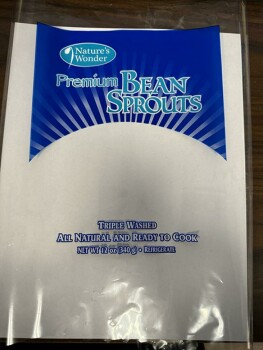 Nature's
Wonder
Premium BEAN
SPROUTS
TRIPLE WASHED
ALL NATURAL AND READY TO COOK
NET WT 12 oz (340 g) • REFRIGERATE